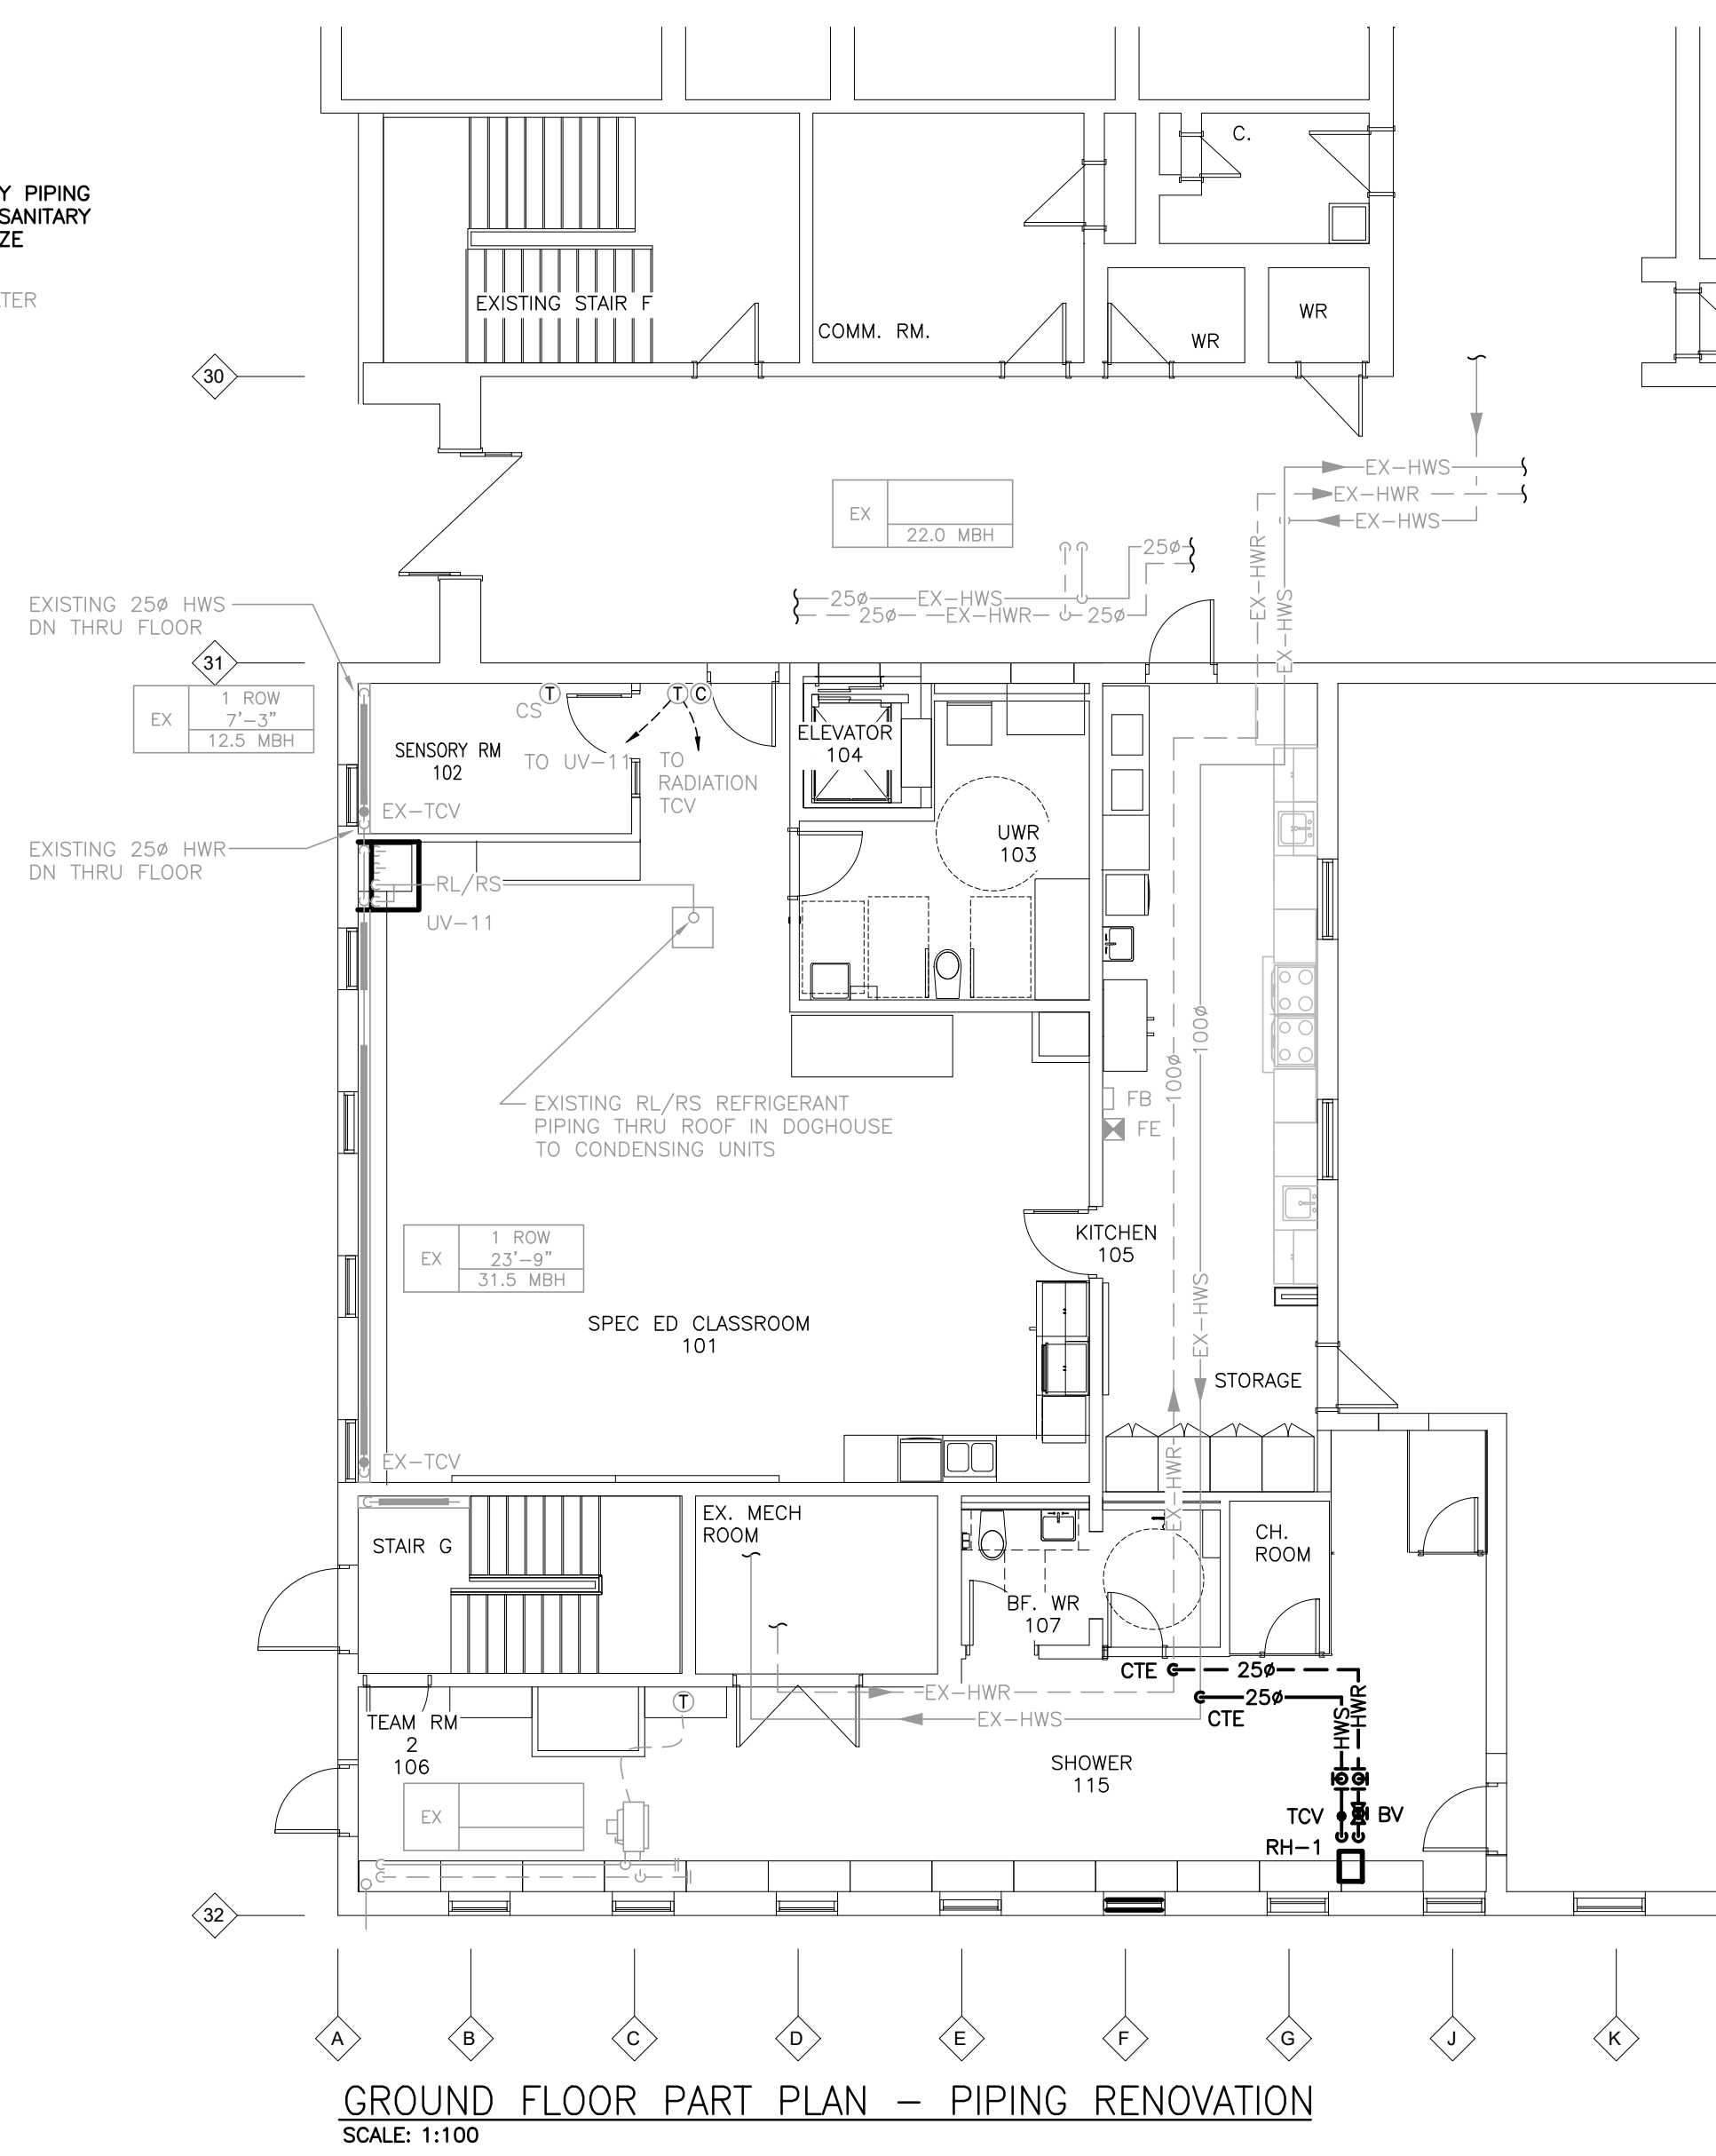 Y PIPING
SANITARY
ZE
TER
C.
EXISTING STAIR F
COMM. RM.
WR
WR
30
EX-HWS
EX-HWR
EX-HWS
EX
22.0 MBH
25ø
25ø EX-HWS
25ø EX-HWR 25ø
EX-HWR
EX-HWS
EXISTING 25ø HWS
DN THRU FLOOR
31
EX
1 ROW
7'-3"
12.5 MBH
T
CS
T
C
SENSORY RM
102
TO UV-11
TO
RADIATION
TCV
ELEVATOR
104
EX-TCV
UWR
103
EXISTING 25ø HWR
DN THRU FLOOR
RL/RS
UV-11
100ø
100ø
EXISTING RL/RS REFRIGERANT
PIPING THRU ROOF IN DOGHOUSE
TO CONDENSING UNITS
FB
FE
EX
1 ROW
23'-9"
31.5 MBH
KITCHEN
105
EX-HWS
SPEC ED CLASSROOM
101
STORAGE
EX-TCV
EX-HWR
STAIR G
EX. MECH
ROOM
CH.
ROOM
BF. WR
107
CTE
25ø
25ø
CTE
EX-HWR
EX-HWS
HWS
HWR
T
TEAM RM
2
106
SHOWER
115
EX
TCV
BV
RH-1
32
A
B
C
D
E
F
G
J
K
GROUND FLOOR PART PLAN - PIPING RENOVATION
SCALE: 1:100